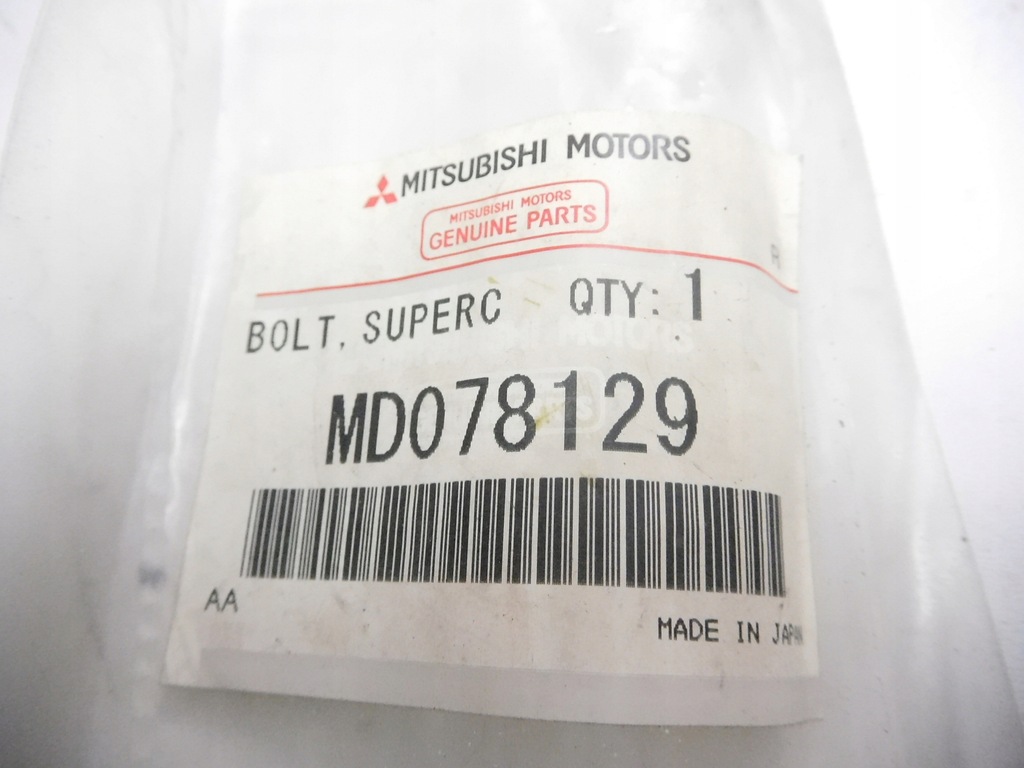 MITSUBISHI MOTORS
MITSUBISHI MOTORS
GENUINE PARTS
R
BOLT, SUPERC QTY: 1
MD078129
AA
MADE IN JAPAN